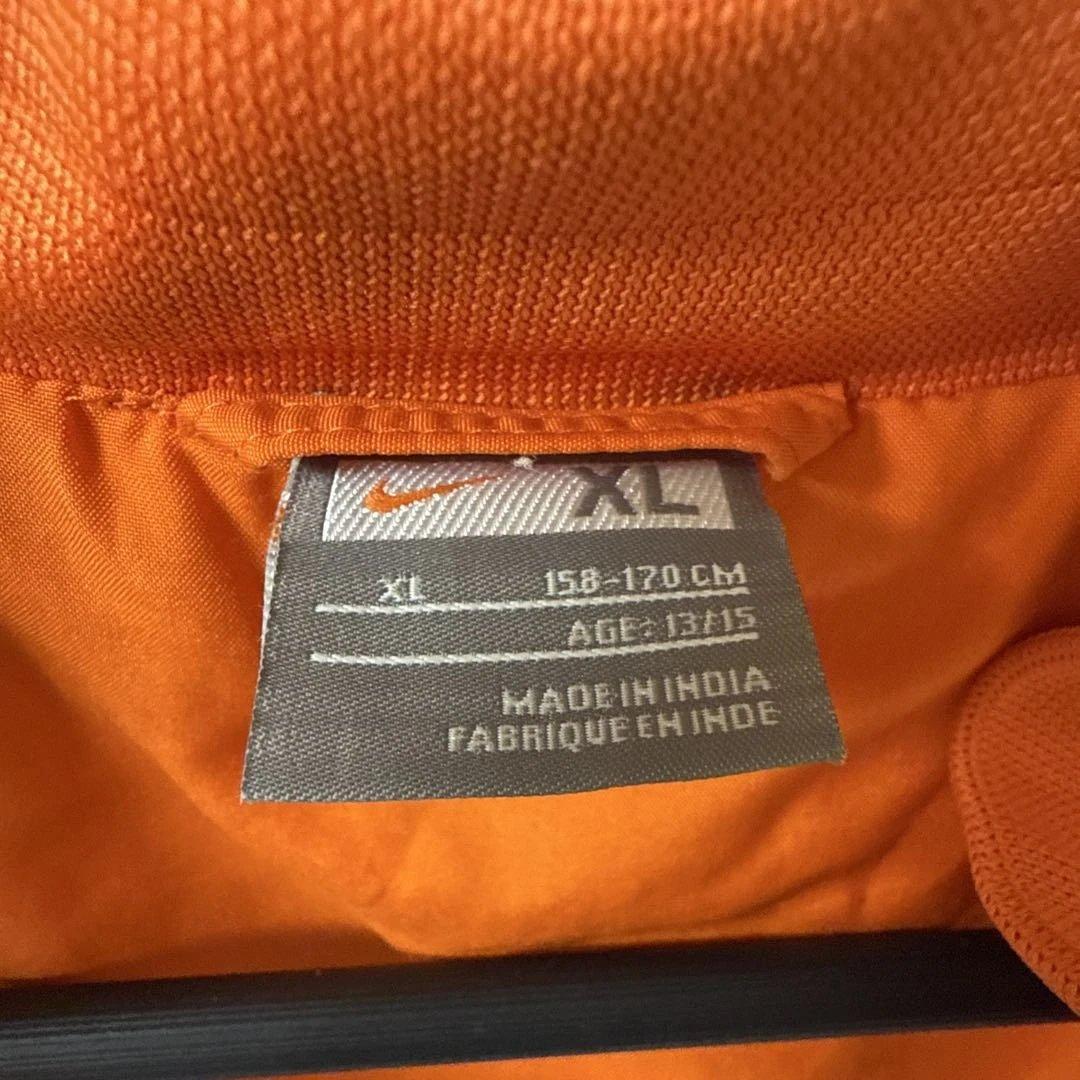 XL
XL 158-170 CM
AGE: 13/15
MADE IN INDIA
FABRIQUE EN INDE